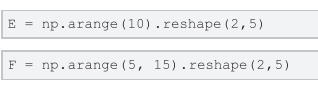 E = np.arange(10).reshape(2,5)
F = np.arange(5, 15).reshape(2,5)